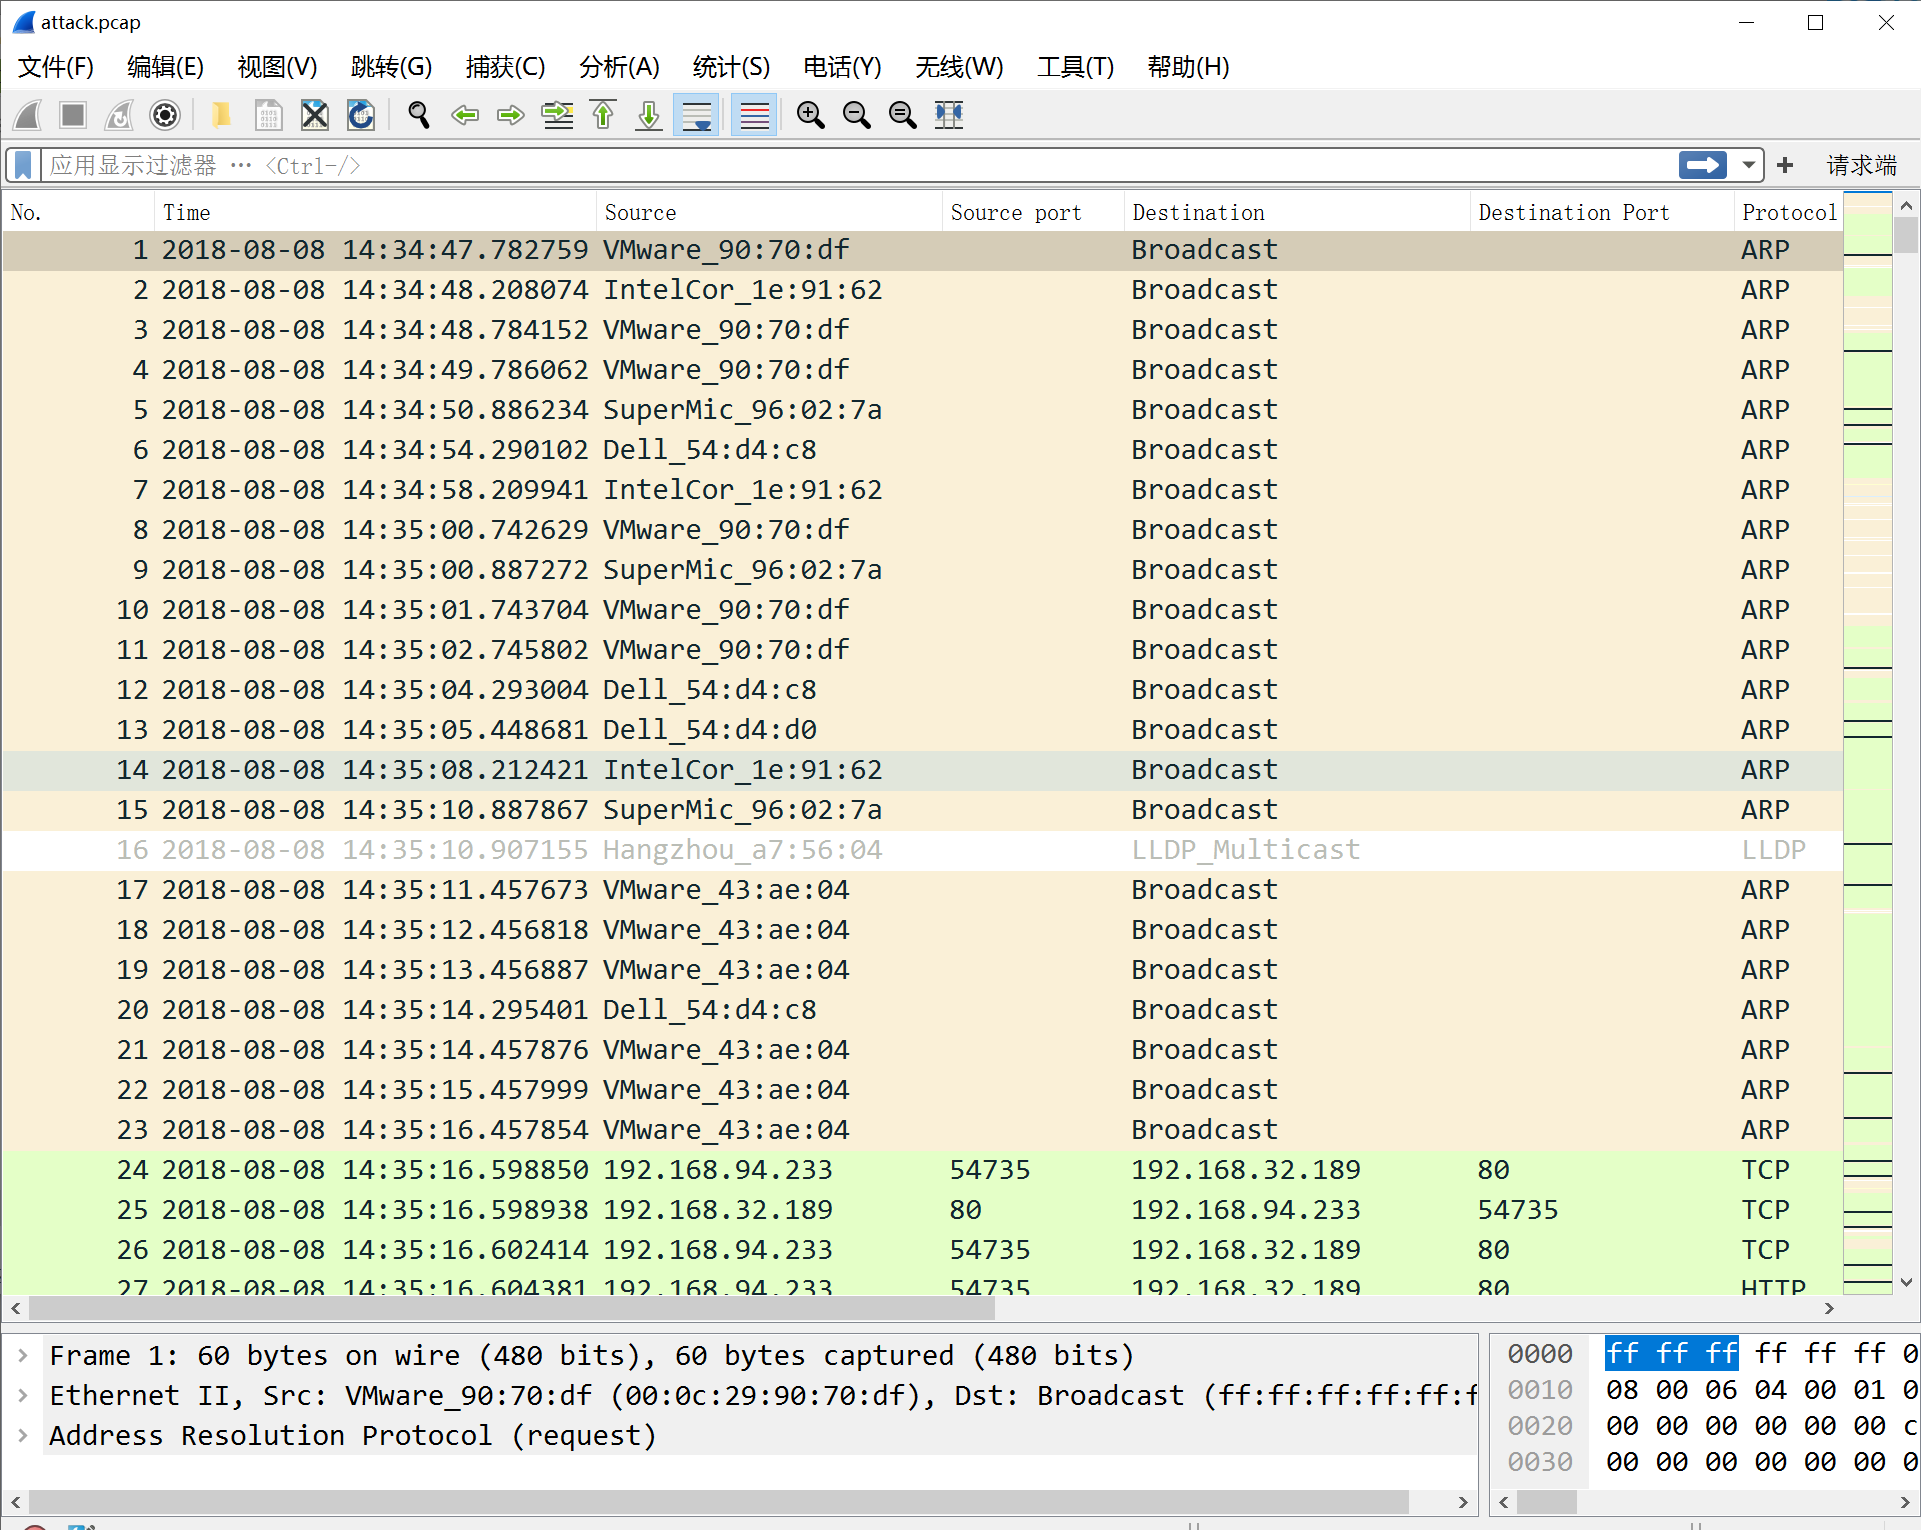 attack.pcap
文件(F) 编辑(E) 视图(V) 跳转(G) 捕获(C) 分析(A) 统计(S) 电话(Y) 无线(W) 工具(T) 帮助(H)
应用显示过滤器 … <Ctrl-/> 请求端
No. Time Source Source port Destination Destination Port Protocol
1 2018-08-08 14:34:47.782759 VMware_90:70:df Broadcast ARP
2 2018-08-08 14:34:48.208074 IntelCor_1e:91:62 Broadcast ARP
3 2018-08-08 14:34:48.784152 VMware_90:70:df Broadcast ARP
4 2018-08-08 14:34:49.786062 VMware_90:70:df Broadcast ARP
5 2018-08-08 14:34:50.886234 SuperMic_96:02:7a Broadcast ARP
6 2018-08-08 14:34:54.290102 Dell_54:d4:c8 Broadcast ARP
7 2018-08-08 14:34:58.209941 IntelCor_1e:91:62 Broadcast ARP
8 2018-08-08 14:35:00.742629 VMware_90:70:df Broadcast ARP
9 2018-08-08 14:35:00.887272 SuperMic_96:02:7a Broadcast ARP
10 2018-08-08 14:35:01.743704 VMware_90:70:df Broadcast ARP
11 2018-08-08 14:35:02.745802 VMware_90:70:df Broadcast ARP
12 2018-08-08 14:35:04.293004 Dell_54:d4:c8 Broadcast ARP
13 2018-08-08 14:35:05.448681 Dell_54:d4:d0 Broadcast ARP
14 2018-08-08 14:35:08.212421 IntelCor_1e:91:62 Broadcast ARP
15 2018-08-08 14:35:10.887867 SuperMic_96:02:7a Broadcast ARP
16 2018-08-08 14:35:10.907155 Hangzhou_a7:56:04 LLDP_Multicast LLDP
17 2018-08-08 14:35:11.457673 VMware_43:ae:04 Broadcast ARP
18 2018-08-08 14:35:12.456818 VMware_43:ae:04 Broadcast ARP
19 2018-08-08 14:35:13.456887 VMware_43:ae:04 Broadcast ARP
20 2018-08-08 14:35:14.295401 Dell_54:d4:c8 Broadcast ARP
21 2018-08-08 14:35:14.457876 VMware_43:ae:04 Broadcast ARP
22 2018-08-08 14:35:15.457999 VMware_43:ae:04 Broadcast ARP
23 2018-08-08 14:35:16.457854 VMware_43:ae:04 Broadcast ARP
24 2018-08-08 14:35:16.598850 192.168.94.233 54735 192.168.32.189 80 TCP
25 2018-08-08 14:35:16.598938 192.168.32.189 80 192.168.94.233 54735 TCP
26 2018-08-08 14:35:16.602414 192.168.94.233 54735 192.168.32.189 80 TCP
27 2018-08-08 14:35:16.604381 192.168.94.233 54735 192.168.32.189 80 HTTP
Frame 1: 60 bytes on wire (480 bits), 60 bytes captured (480 bits)
Ethernet II, Src: VMware_90:70:df (00:0c:29:90:70:df), Dst: Broadcast (ff:ff:ff:ff:ff:f
Address Resolution Protocol (request)
0000 ff ff ff ff ff ff 0
0010 08 00 06 04 00 01 0
0020 00 00 00 00 00 00 c
0030 00 00 00 00 00 00 0